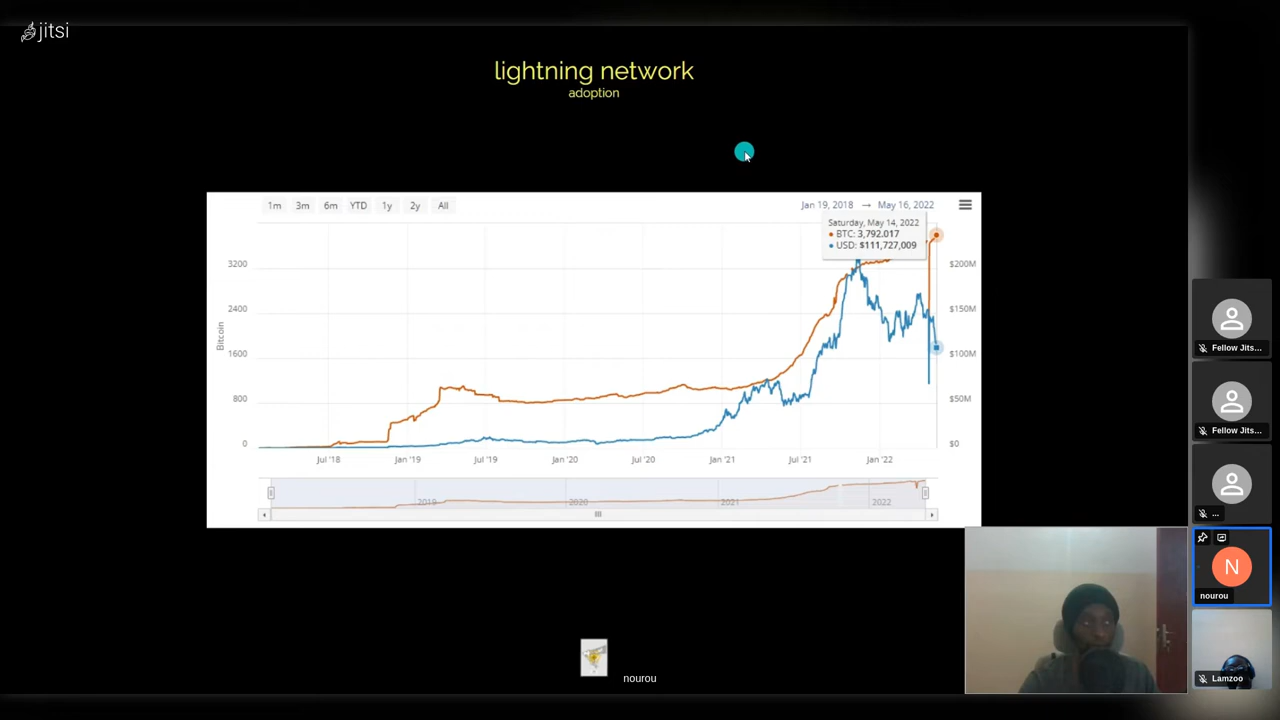 jitsi
lightning network
adoption
1m 3m 6m YTD 1y 2y All
Jan 19, 2018 → May 16, 2022
Saturday, May 14, 2022
BTC: 3,792.017
USD: $111,727,009
3200
2400
1600
800
0
Bitcoin
$200M
$150M
$100M
$50M
$0
Jul '18 Jan '19 Jul '19 Jan '20 Jul '20 Jan '21 Jul '21 Jan '22
2019 2020 2021 2022
Fellow Jits...
Fellow Jits...
...
N
nourou
Lamzoo
nourou